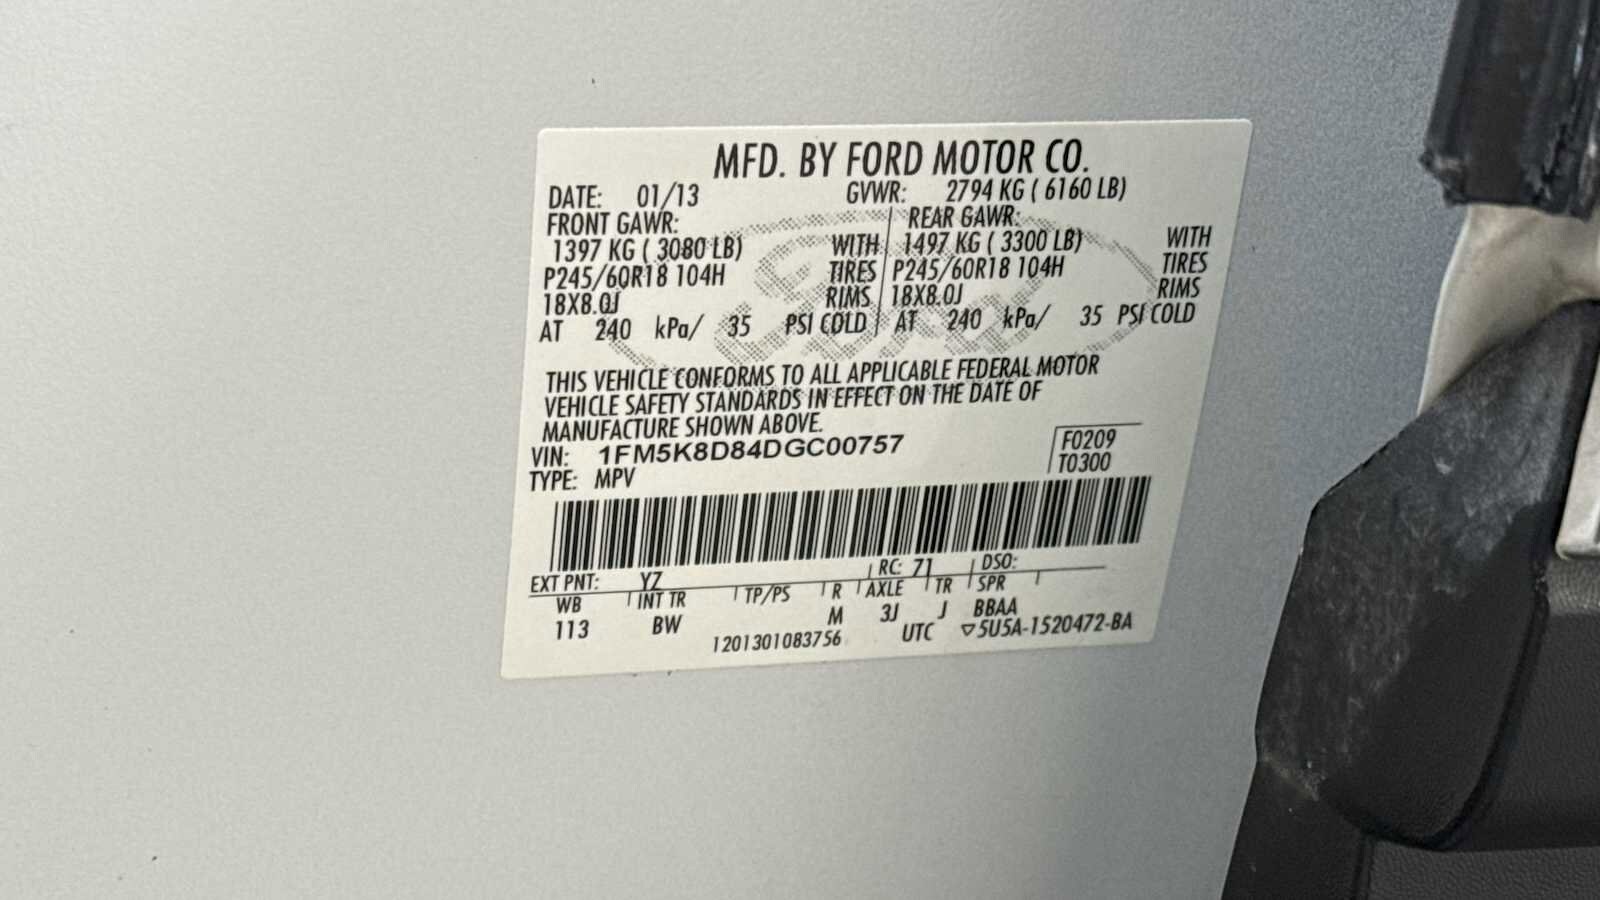 MFD. BY FORD MOTOR CO.
DATE: 01/13 GVWR: 2794 KG ( 6160 LB)
FRONT GAWR: REAR GAWR:
1397 KG ( 3080 LB) WITH 1497 KG ( 3300 LB) WITH
P245/60R18 104H TIRES P245/60R18 104H TIRES
18X8.0J RIMS 18X8.0J RIMS
AT 240 kPa/ 35 PSI COLD AT 240 kPa/ 35 PSI COLD
Ford
THIS VEHICLE CONFORMS TO ALL APPLICABLE FEDERAL MOTOR
VEHICLE SAFETY STANDARDS IN EFFECT ON THE DATE OF
MANUFACTURE SHOWN ABOVE.
VIN: 1FM5K8D84DGC00757 F0209
TYPE: MPV T0300
EXT PNT: YZ RC: 71 DSO:
WB INT TR TP/PS R AXLE TR SPR
113 BW M 3J J BBAA
1201301083756 UTC ▽5U5A-1520472-BA